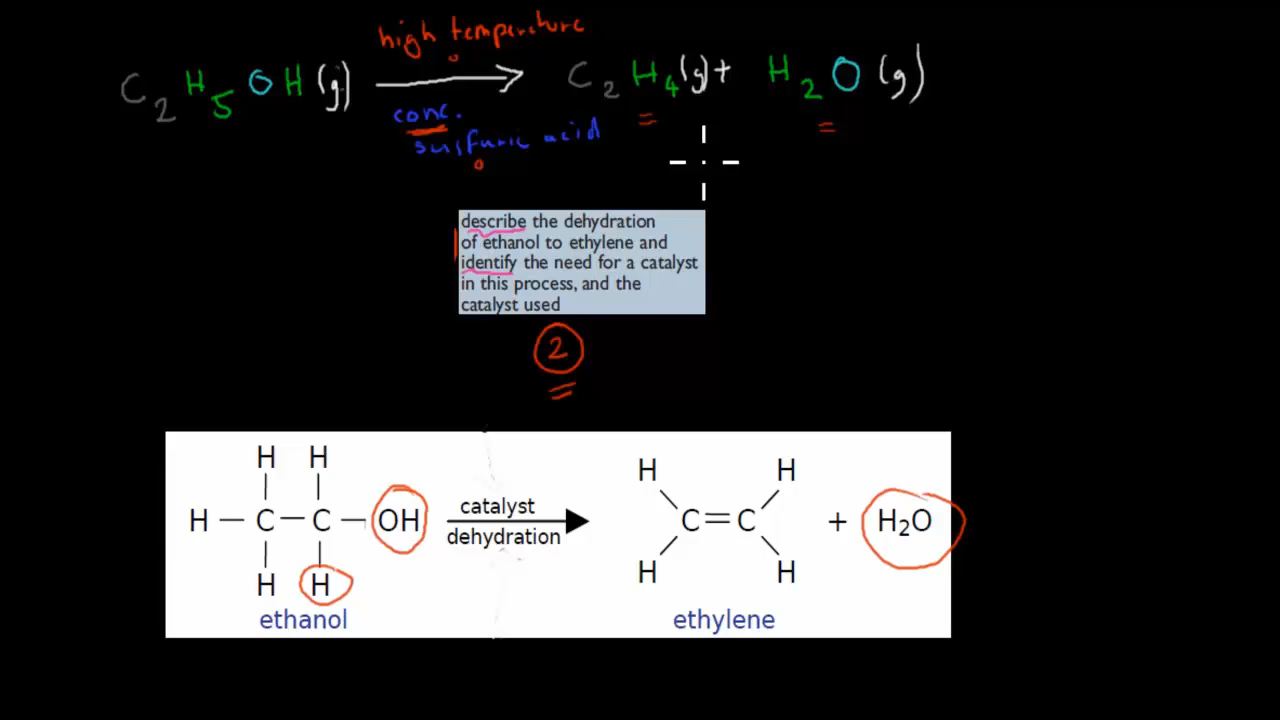 high temperature
C2H5OH(g) → C2H4(g) + H2O(g)
conc.
sulfuric acid
describe the dehydration
of ethanol to ethylene and
identify the need for a catalyst
in this process, and the
catalyst used
2
H H H H
catalyst
H — C — C — OH → C = C + H2O
dehydration
H H H H
ethanol ethylene